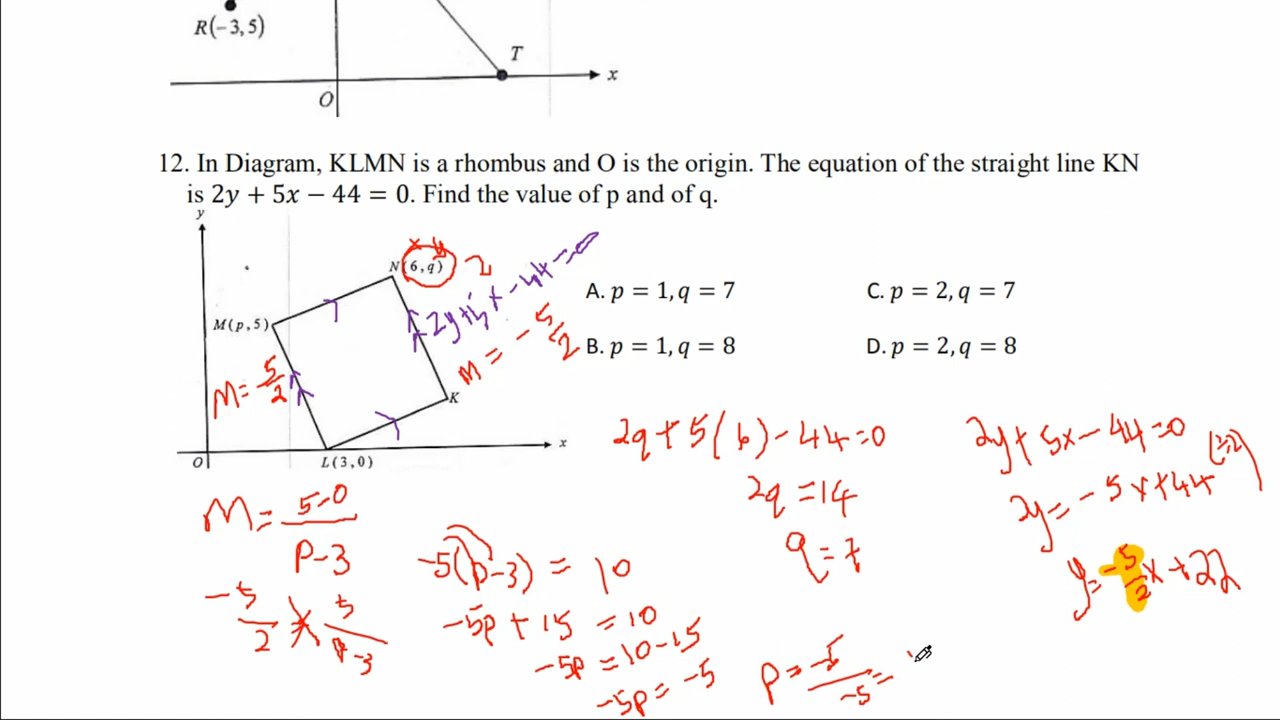 R(−3, 5)
T
x
O
12. In Diagram, KLMN is a rhombus and O is the origin. The equation of the straight line KN
is 2y + 5x − 44 = 0. Find the value of p and of q.
y
x y
N(6,q) 2
2y+5x-44=0
M(p,5)
A. p = 1, q = 7
C. p = 2, q = 7
M = -5/2
B. p = 1, q = 8
D. p = 2, q = 8
M = 5/2
K
x
O
L(3,0)
2q + 5(6) - 44 = 0
2y + 5x - 44 = 0
(÷2)
2q = 14
2y = -5x + 44
M = 5-0/P-3
q = 7
y = -5/2 x + 22
-5(p-3) = 10
-5/2 5/p-3
-5p + 15 = 10
-5p = 10-15
-5p = -5
p = -5/-5 =